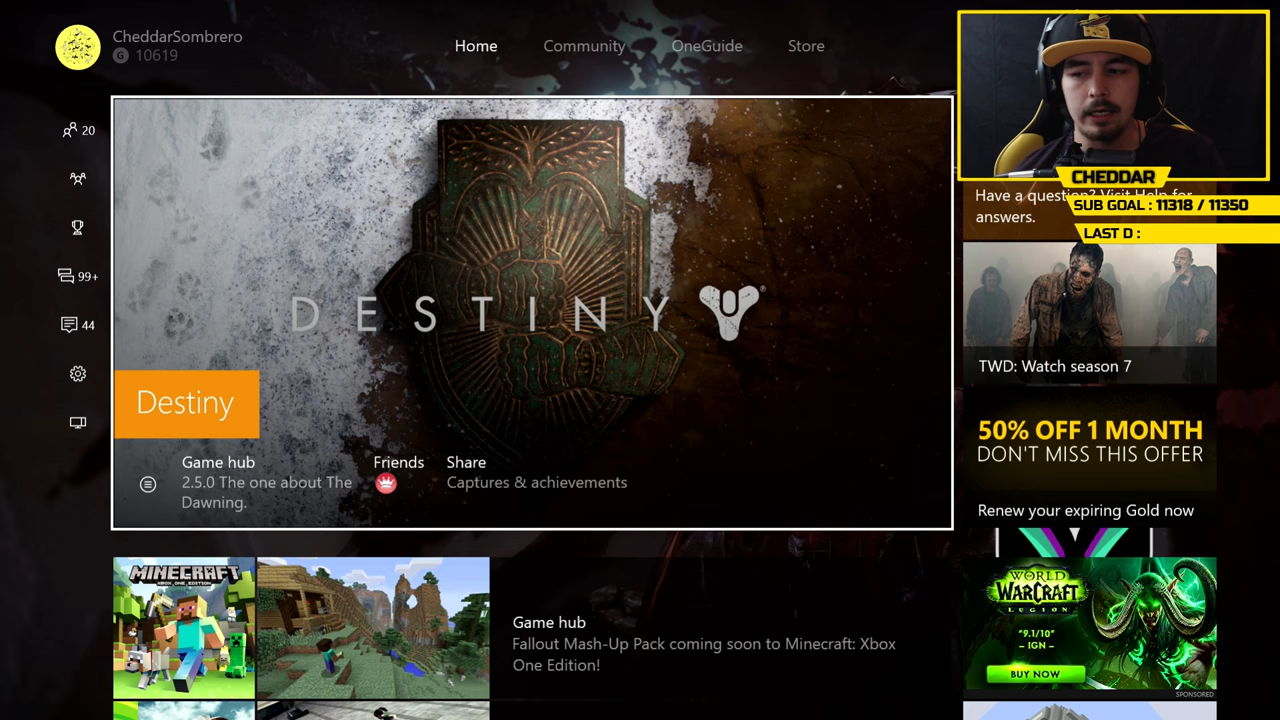 CheddarSombrero
G 10619
Home
Community
OneGuide
Store
20
99+
44
DESTINY®
Destiny
Game hub
2.5.0 The one about The
Dawning.
Friends
Share
Captures & achievements
MINECRAFT
XBOX ONE EDITION
Game hub
Fallout Mash-Up Pack coming soon to Minecraft: Xbox
One Edition!
CHEDDAR
SUB GOAL : 11318 / 11350
LAST D :
Have a question? Visit Help for
answers.
TWD: Watch season 7
50% OFF 1 MONTH
DON'T MISS THIS OFFER
Renew your expiring Gold now
WORLD
OF
WARCRAFT
LEGION
"9.1/10"
– IGN –
BUY NOW
SPONSORED